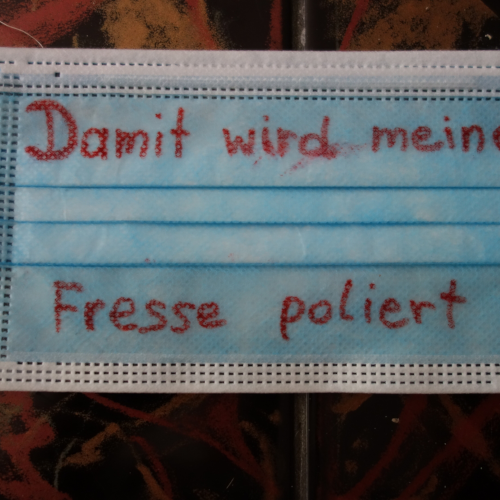 Damit wird meine
Fresse poliert